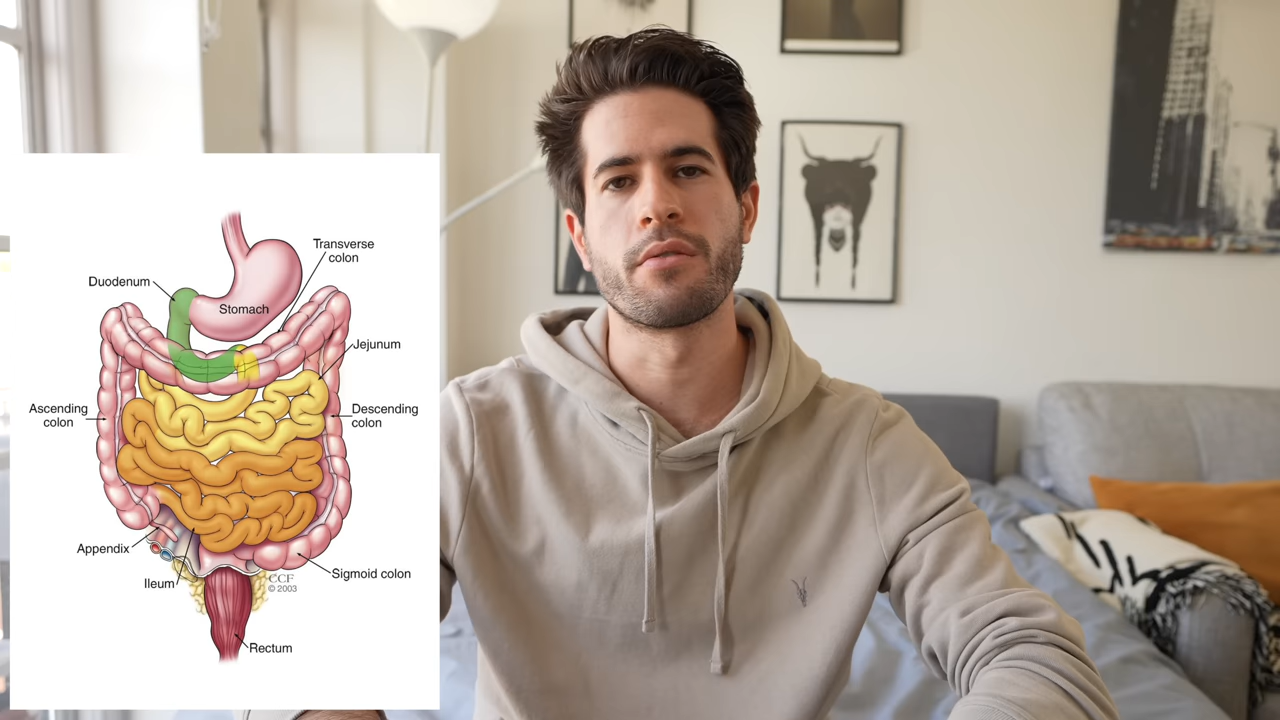 Transverse
colon
Duodenum
Stomach
Jejunum
Ascending
colon
Descending
colon
Appendix
Ileum
CCF
© 2003
Sigmoid colon
Rectum